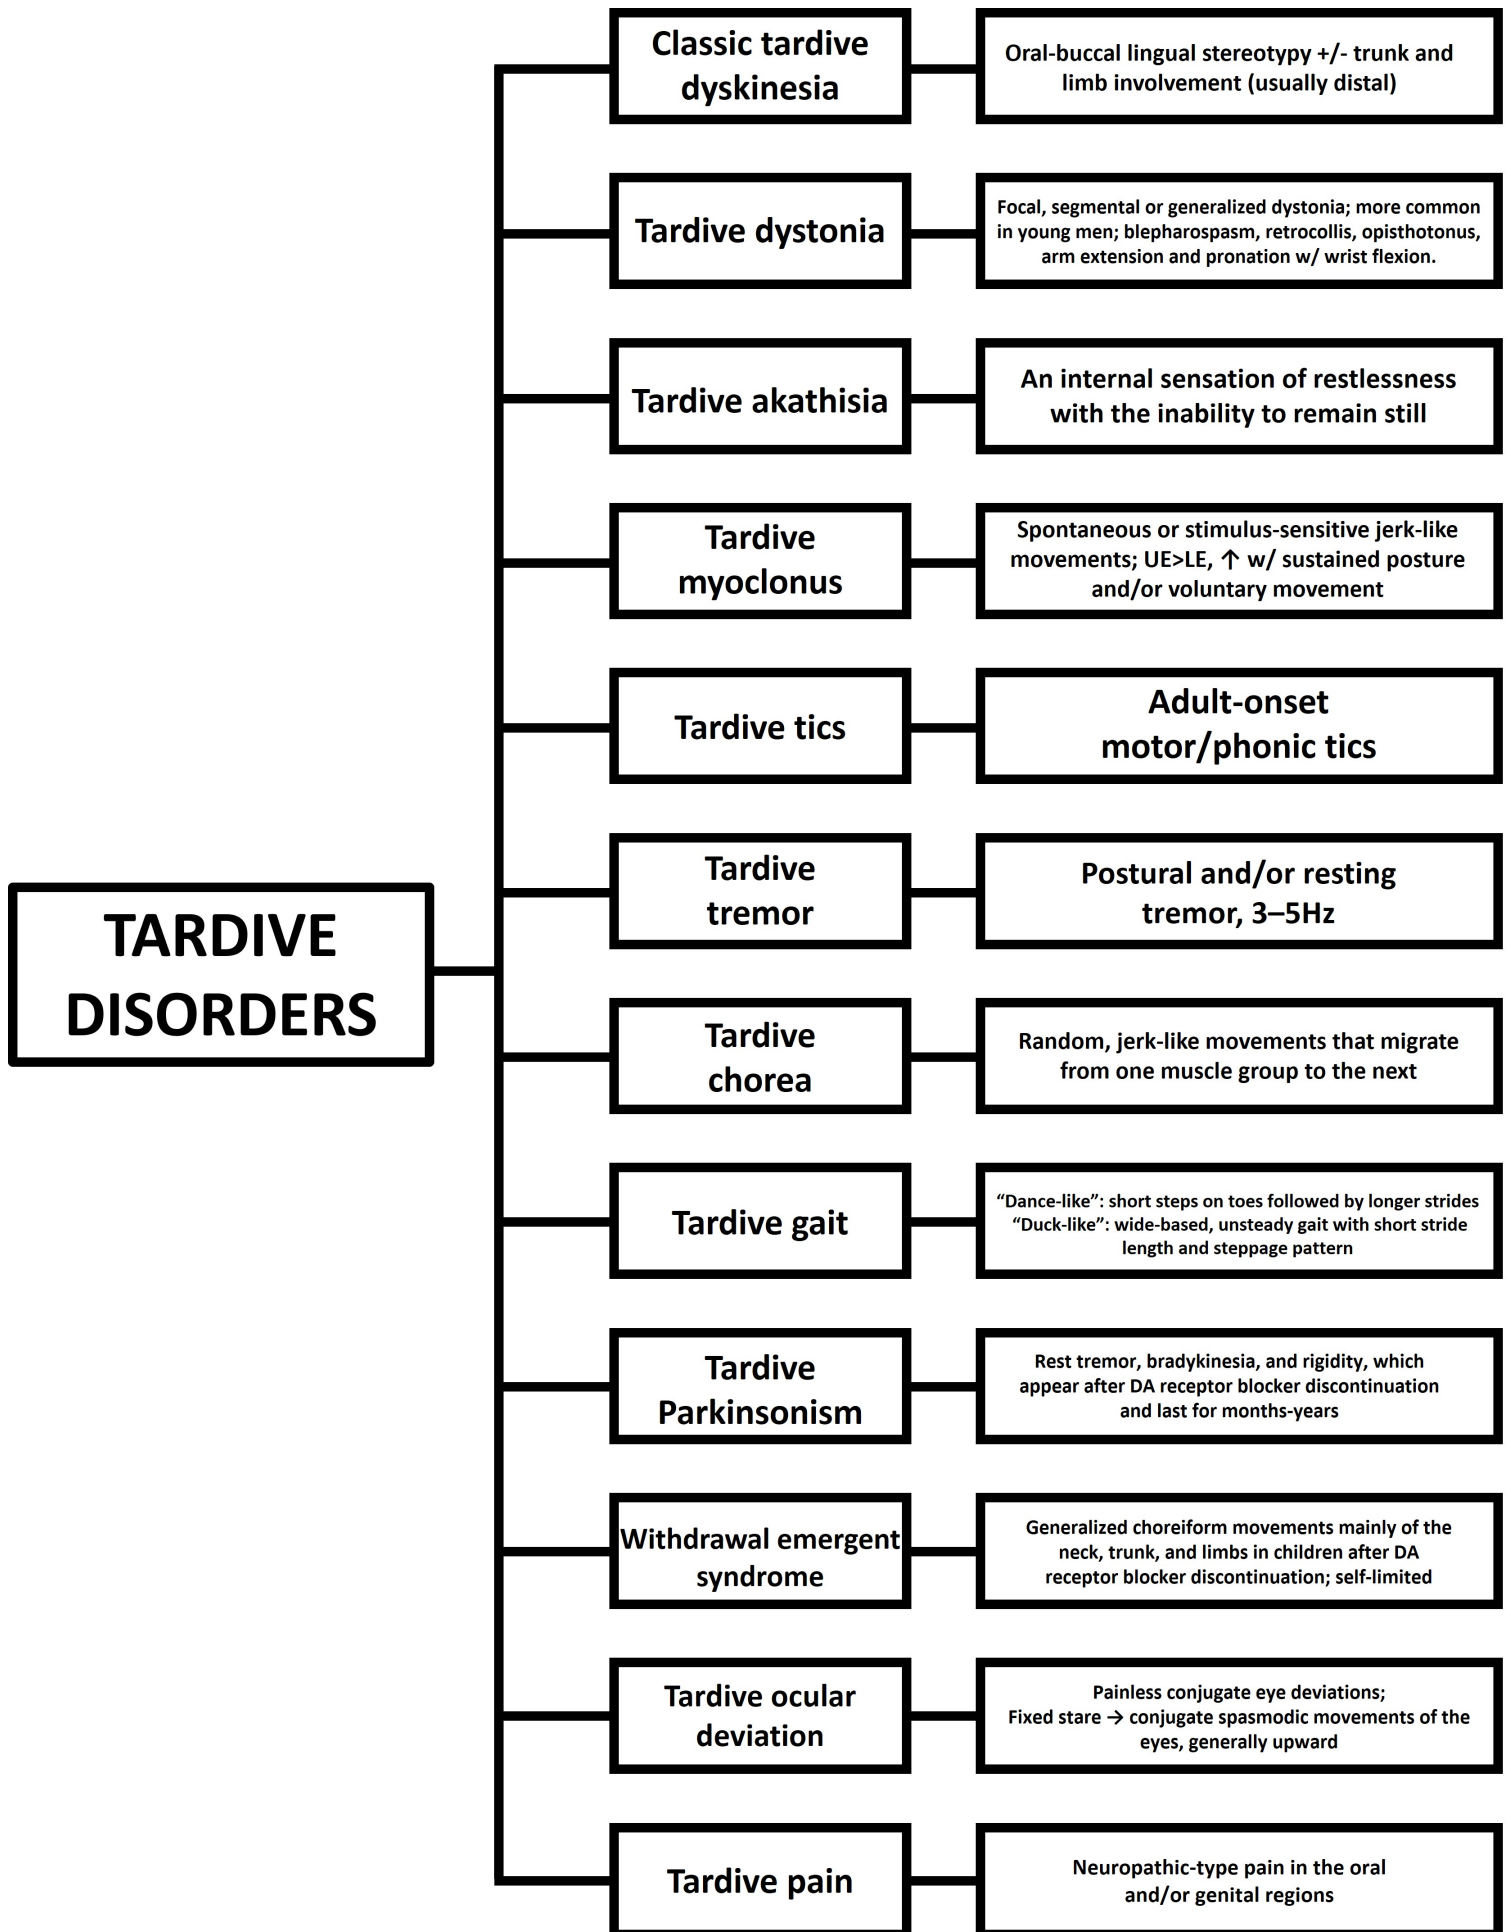 TARDIVE
DISORDERS
Classic tardive
dyskinesia
Oral-buccal lingual stereotypy +/- trunk and
limb involvement (usually distal)
Tardive dystonia
Focal, segmental or generalized dystonia; more common
in young men; blepharospasm, retrocollis, opisthotonus,
arm extension and pronation w/ wrist flexion.
Tardive akathisia
An internal sensation of restlessness
with the inability to remain still
Tardive
myoclonus
Spontaneous or stimulus-sensitive jerk-like
movements; UE>LE, ↑ w/ sustained posture
and/or voluntary movement
Tardive tics
Adult-onset
motor/phonic tics
Tardive
tremor
Postural and/or resting
tremor, 3–5Hz
Tardive
chorea
Random, jerk-like movements that migrate
from one muscle group to the next
Tardive gait
“Dance-like”: short steps on toes followed by longer strides
“Duck-like”: wide-based, unsteady gait with short stride
length and steppage pattern
Tardive
Parkinsonism
Rest tremor, bradykinesia, and rigidity, which
appear after DA receptor blocker discontinuation
and last for months-years
Withdrawal emergent
syndrome
Generalized choreiform movements mainly of the
neck, trunk, and limbs in children after DA
receptor blocker discontinuation; self-limited
Tardive ocular
deviation
Painless conjugate eye deviations;
Fixed stare → conjugate spasmodic movements of the
eyes, generally upward
Tardive pain
Neuropathic-type pain in the oral
and/or genital regions